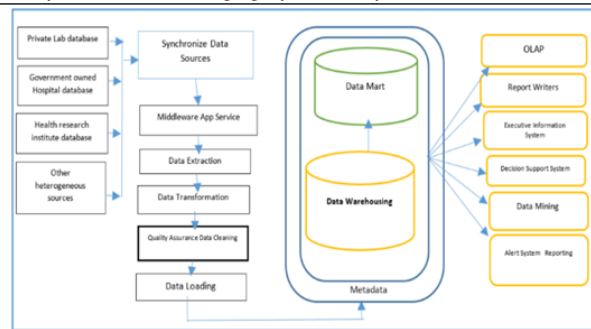 Private Lab database
Government owned
Hospital database
Health research
institute database
Other
heterogeneous
sources
Synchronize Data
Sources
Middleware App Service
Data Extraction
Data Transformation
Quality Assurance Data Cleaning
Data Loading
Data Mart
Data Warehousing
Metadata
OLAP
Report Writers
Executive Information
System
Decision Support System
Data Mining
Alert System Reporting